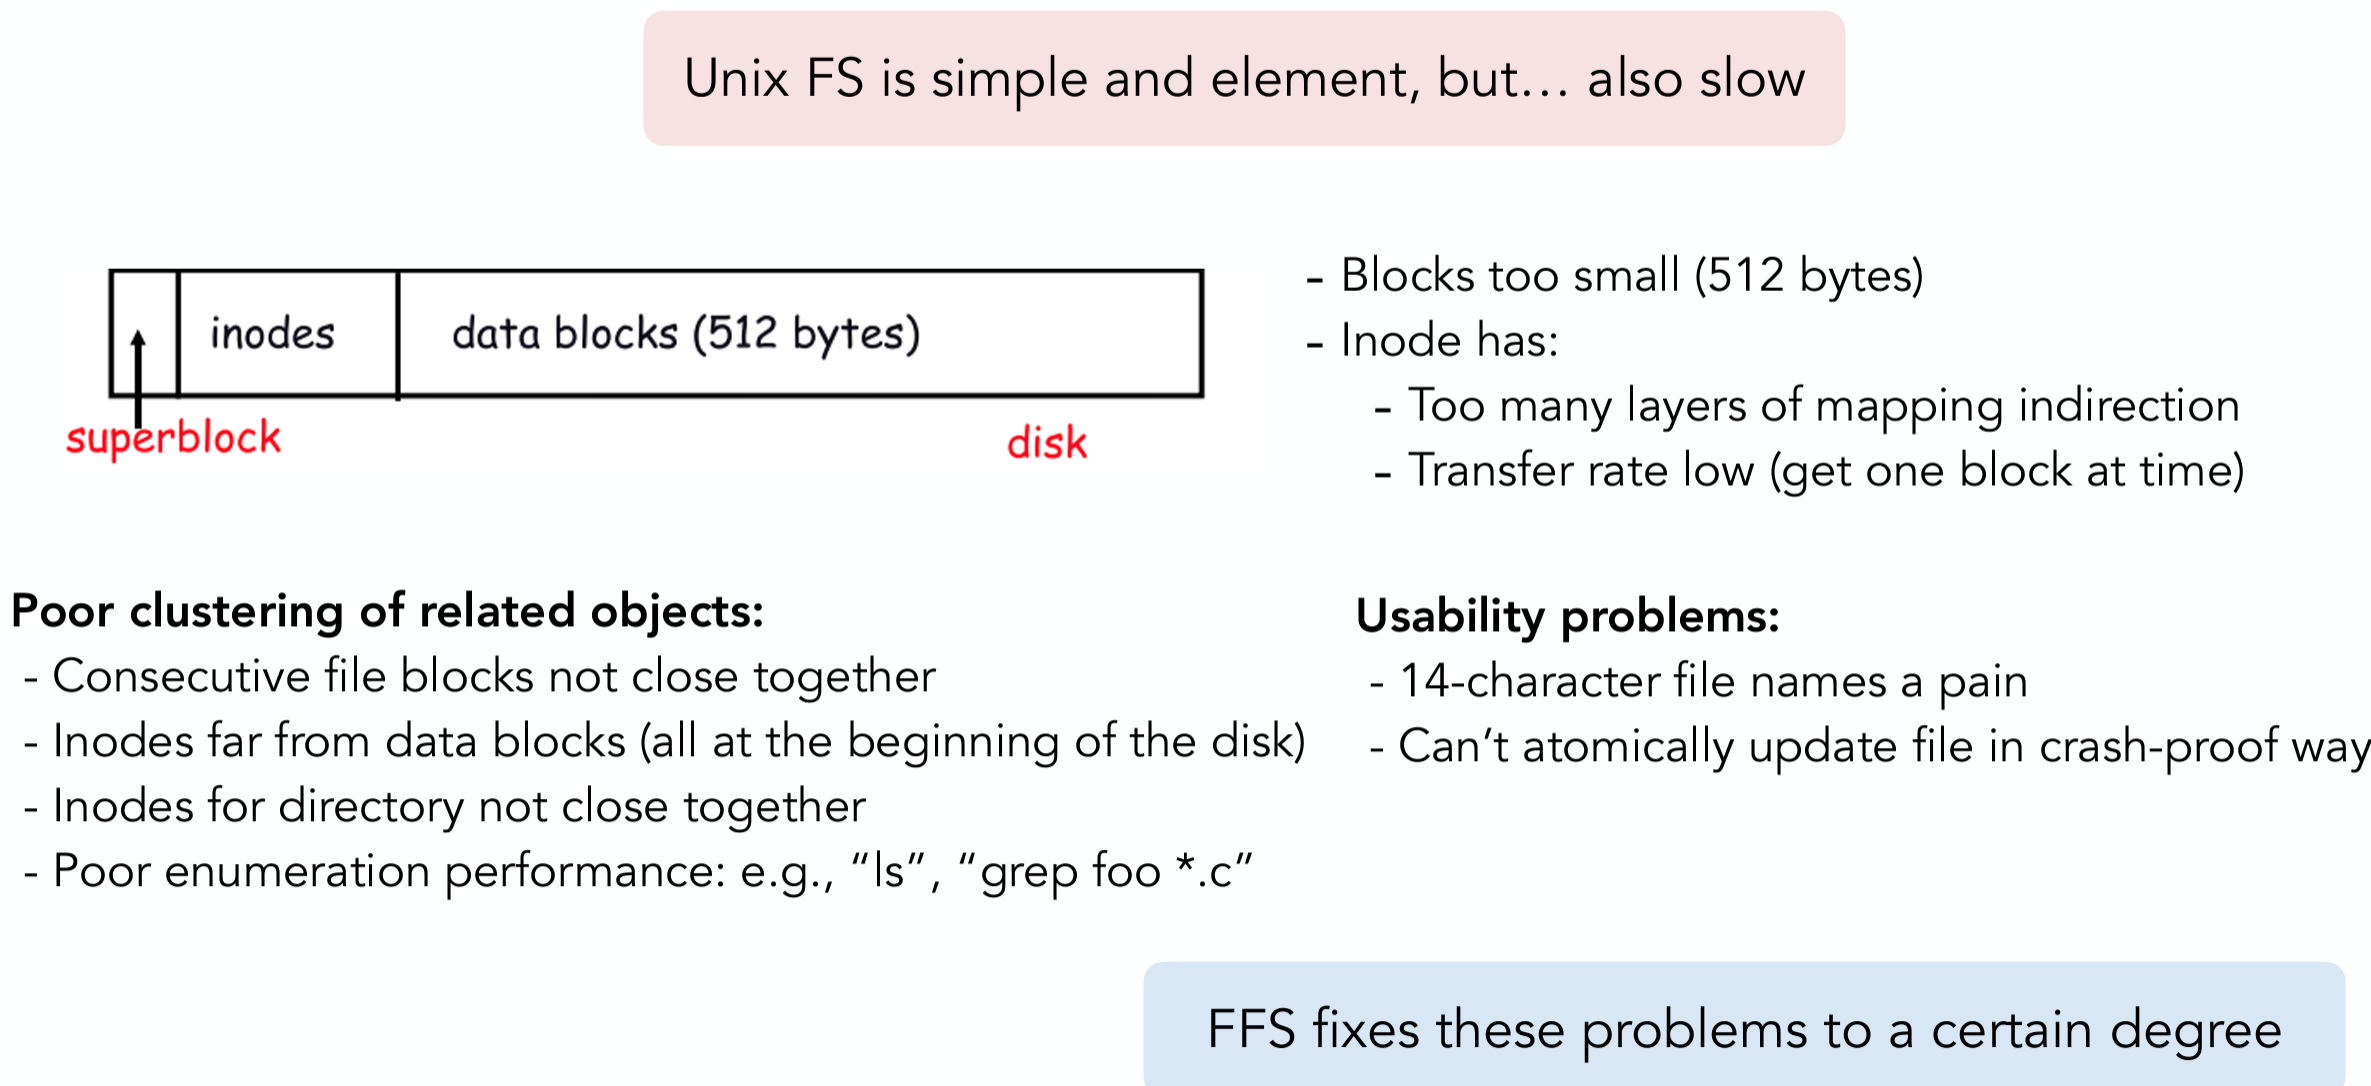 Unix FS is simple and element, but... also slow
inodes
data blocks (512 bytes)
superblock
disk
- Blocks too small (512 bytes)
- Inode has:
- Too many layers of mapping indirection
- Transfer rate low (get one block at time)
Poor clustering of related objects:
- Consecutive file blocks not close together
- Inodes far from data blocks (all at the beginning of the disk)
- Inodes for directory not close together
- Poor enumeration performance: e.g., “ls”, “grep foo *.c”
Usability problems:
- 14-character file names a pain
- Can’t atomically update file in crash-proof way
FFS fixes these problems to a certain degree